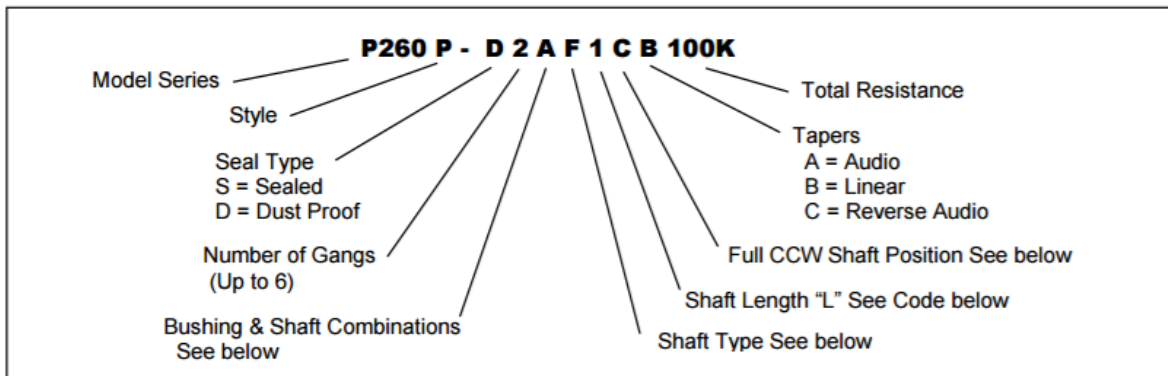 P260 P - D 2 A F 1 C B 100K
Model Series
Total Resistance
Style
Tapers
A = Audio
B = Linear
C = Reverse Audio
Seal Type
S = Sealed
D = Dust Proof
Number of Gangs
(Up to 6)
Full CCW Shaft Position See below
Shaft Length “L” See Code below
Bushing & Shaft Combinations
See below
Shaft Type See below